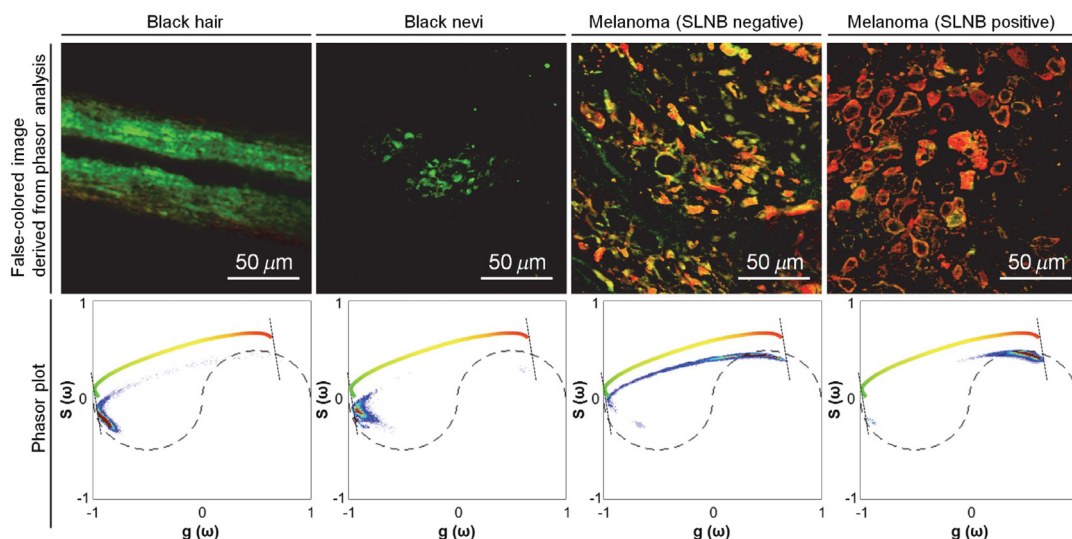 Black hair
Black nevi
Melanoma (SLNB negative)
Melanoma (SLNB positive)
False-colored image
derived from phasor analysis
50 μm
50 μm
50 μm
50 μm
Phasor plot
S (ω)
1
0
-1
-1
0
1
g (ω)
S (ω)
1
0
-1
-1
0
1
g (ω)
S (ω)
1
0
-1
-1
0
1
g (ω)
S (ω)
1
0
-1
-1
0
1
g (ω)